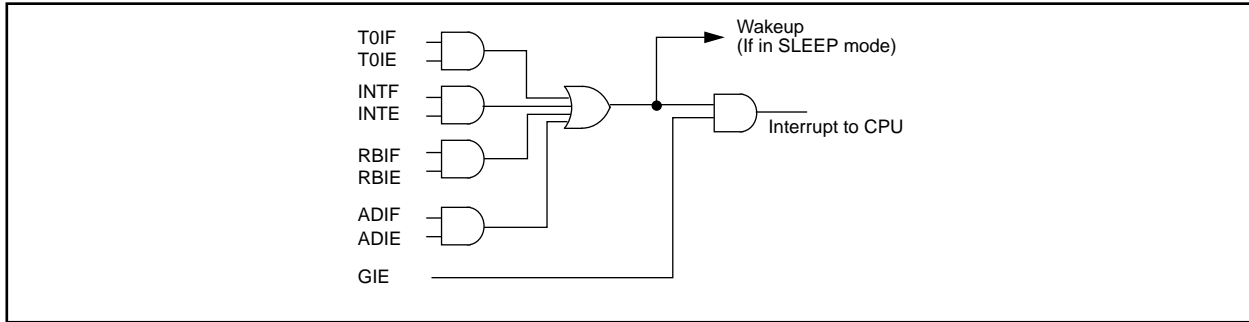 T0IF
T0IE
INTF
INTE
RBIF
RBIE
ADIF
ADIE
GIE
Wakeup
(If in SLEEP mode)
Interrupt to CPU